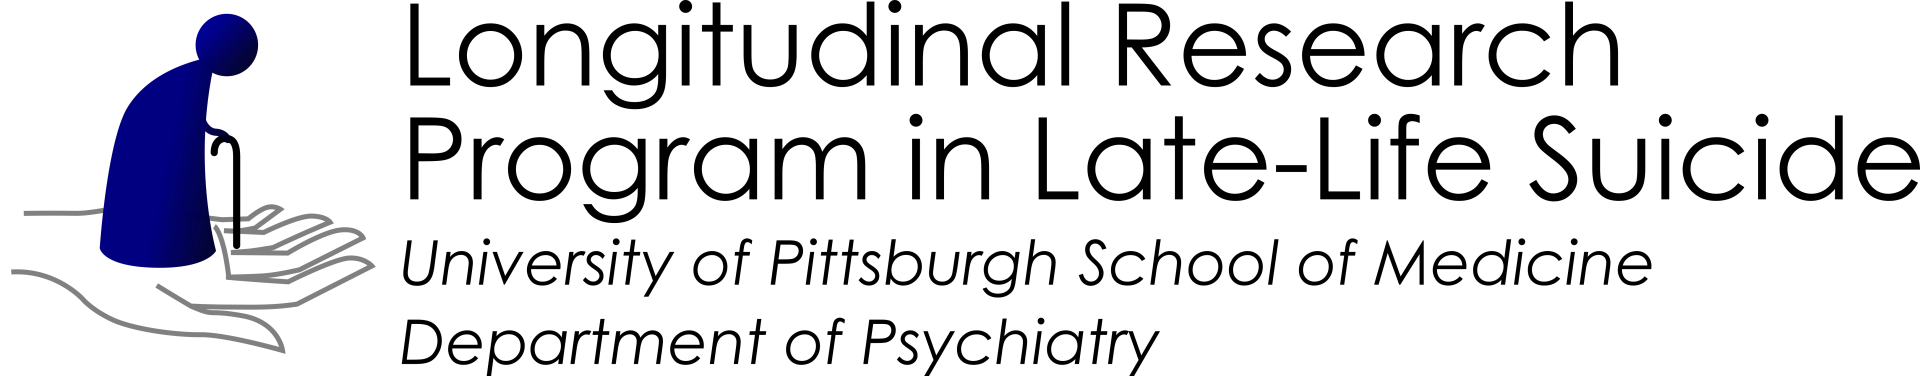 Longitudinal Research
Program in Late-Life Suicide
University of Pittsburgh School of Medicine
Department of Psychiatry